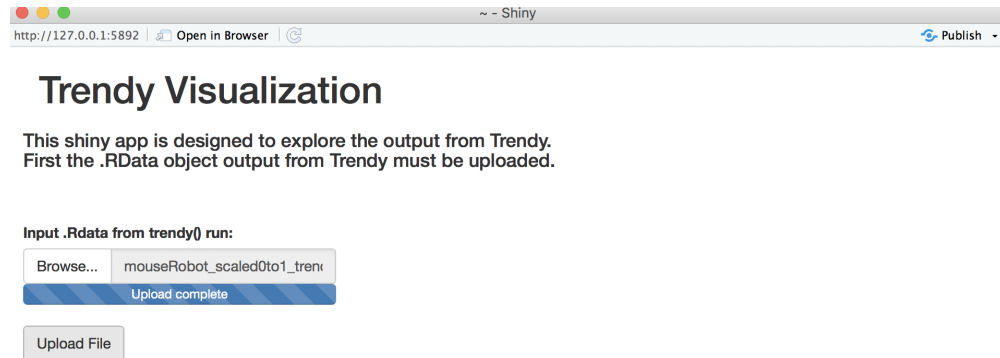 ~ - Shiny
http://127.0.0.1:5892 Open in Browser Publish
Trendy Visualization
This shiny app is designed to explore the output from Trendy.
First the .RData object output from Trendy must be uploaded.
Input .Rdata from trendy() run:
Browse... mouseRobot_scaled0to1_trend
Upload complete
Upload File